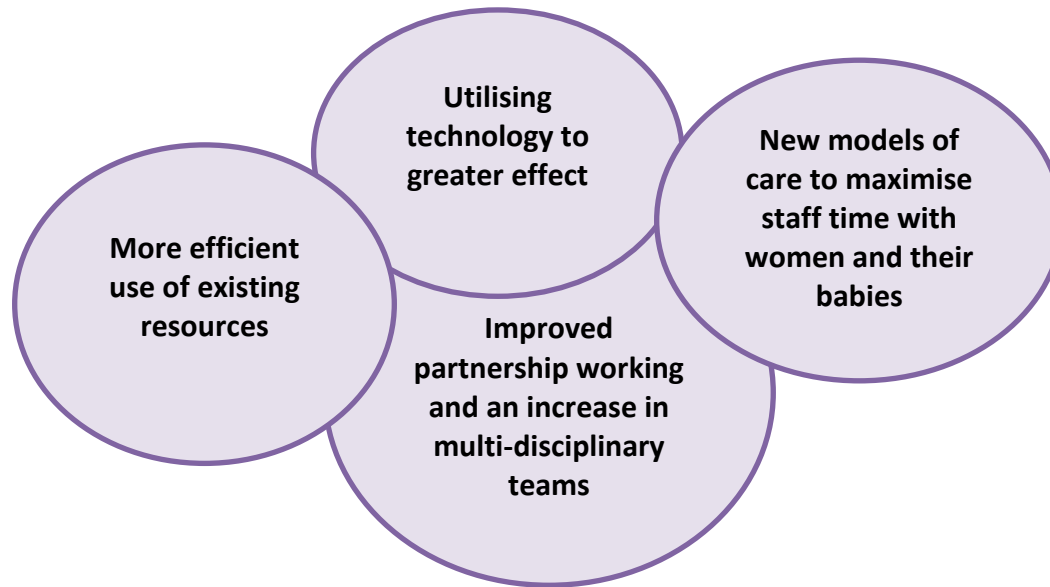 Utilising
technology to
greater effect
New models of
care to maximise
staff time with
women and their
babies
More efficient
use of existing
resources
Improved
partnership working
and an increase in
multi-disciplinary
teams